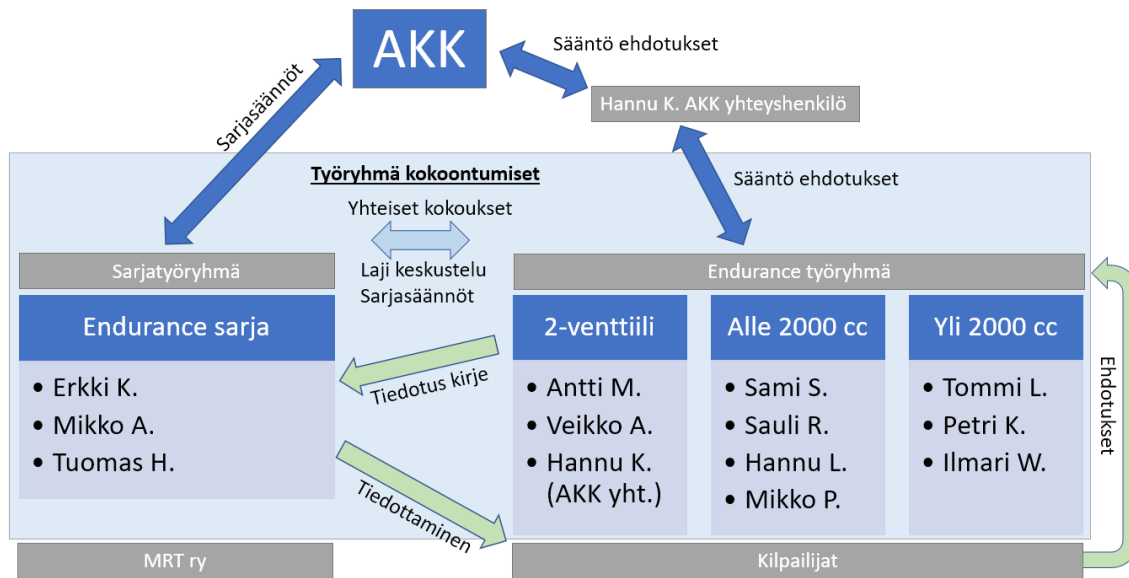 AKK
Sääntö ehdotukset
Sarjasäännöt
Hannu K. AKK yhteyshenkilö
Työryhmä kokoontumiset
Yhteiset kokoukset
Sääntö ehdotukset
Laji keskustelu
Sarjasäännöt
Sarjatyöryhmä
Endurance sarja
• Erkki K.
• Mikko A.
• Tuomas H.
MRT ry
Tiedotus kirje
Tiedottaminen
Endurance työryhmä
2-venttiili
• Antti M.
• Veikko A.
• Hannu K.
(AKK yht.)
Alle 2000 cc
• Sami S.
• Sauli R.
• Hannu L.
• Mikko P.
Yli 2000 cc
• Tommi L.
• Petri K.
• Ilmari W.
Kilpailijat
Ehdotukset